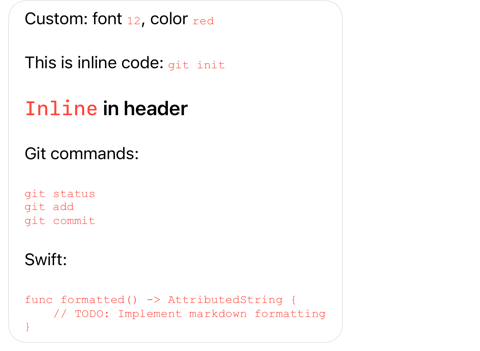 Custom: font 12, color red
This is inline code: git init
Inline in header
Git commands:
git status
git add
git commit
Swift:
func formatted() -> AttributedString {
    // TODO: Implement markdown formatting
}